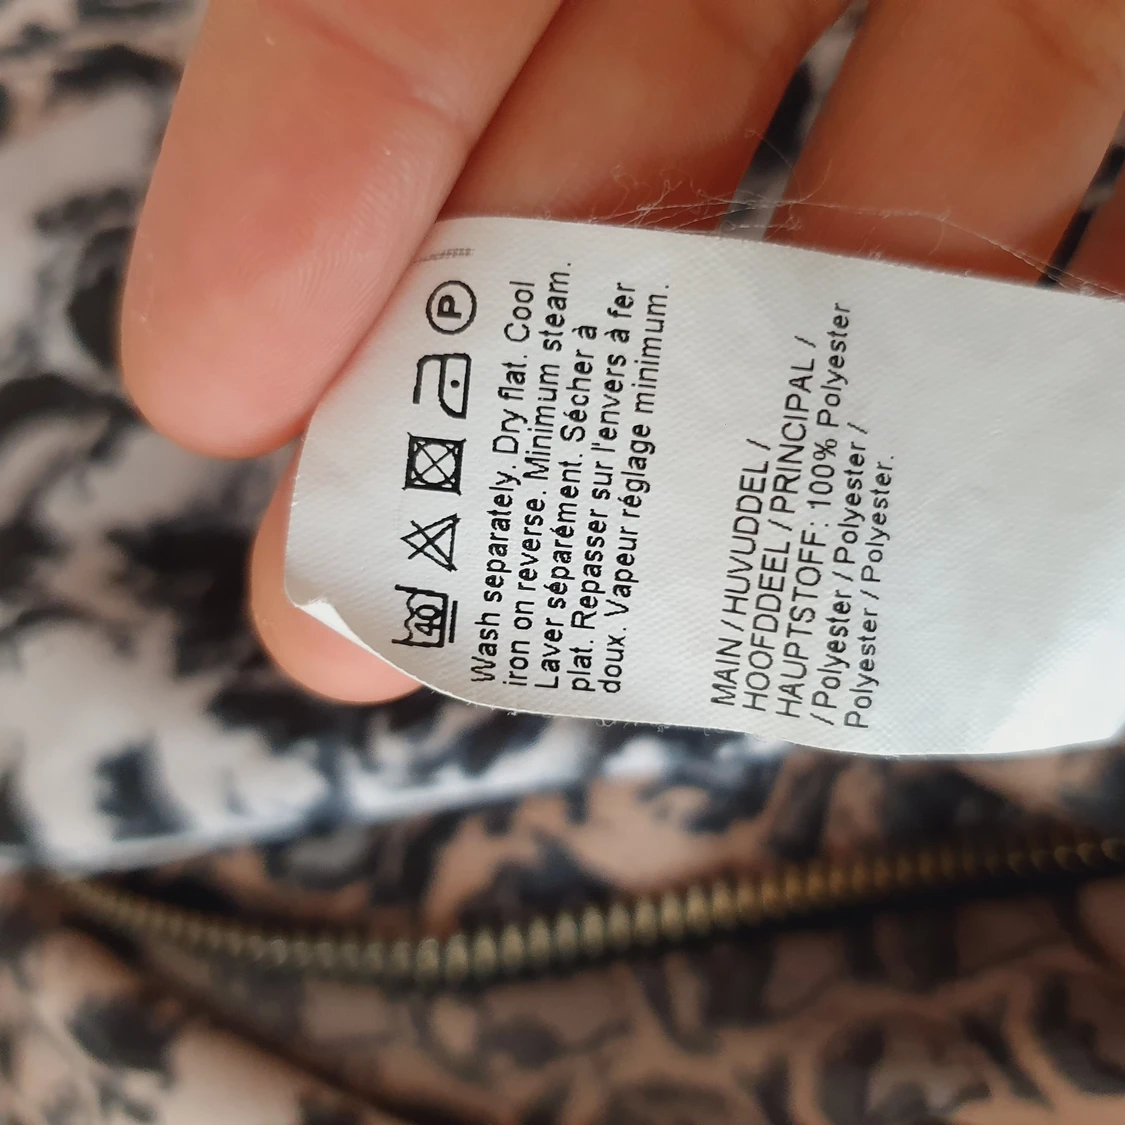 40 P
Wash separately. Dry flat. Cool
iron on reverse. Minimum steam.
Laver séparément. Sécher à
plat. Repasser sur l'envers à fer
doux. Vapeur réglage minimum.
MAIN / HUVUDDEL /
HOOFDDEEL / PRINCIPAL /
HAUPTSTOFF : 100% Polyester
/ Polyester / Polyester /
Polyester / Polyester.